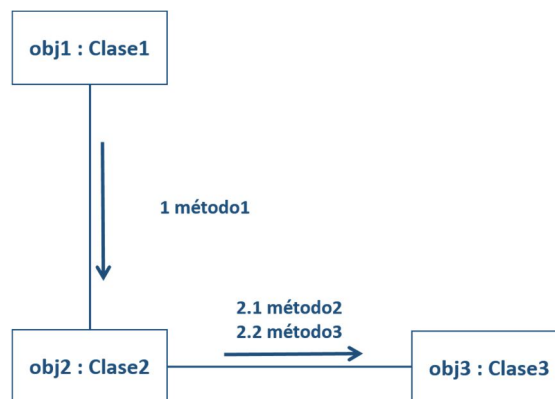 obj1 : Clase1
1 método1
2.1 método2
2.2 método3
obj2 : Clase2
obj3 : Clase3